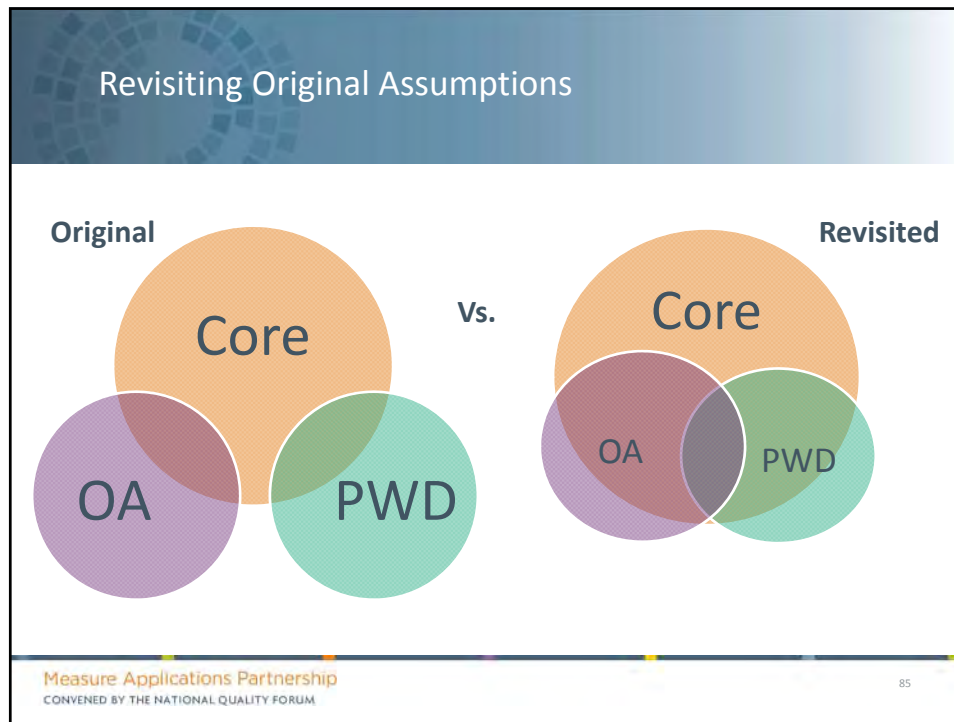 Revisiting Original Assumptions
Original
Core
OA
PWD
Vs.
Revisited
Core
OA
PWD
Measure Applications Partnership
CONVENED BY THE NATIONAL QUALITY FORUM
85